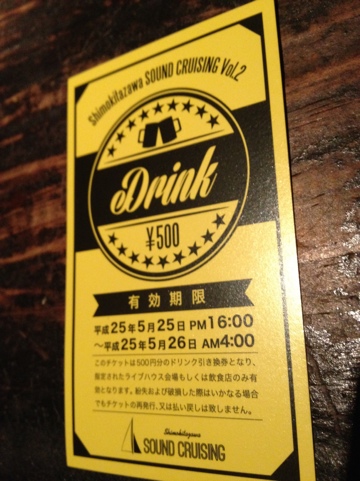 Shimokitazawa SOUND CRUISING Vol.2
Drink
¥500
有効期限
平成25年5月25日 PM 16:00
〜平成25年5月26日 AM4:00
このチケットは500円分のドリンク引き換券となり、
指定されたライブハウス会場もしくは飲食店のみ有
効となります。紛失および破損した際はいかなる場合
でもチケットの再発行、又は払い戻しは致しません。
Shimokitazawa
SOUND CRUISING